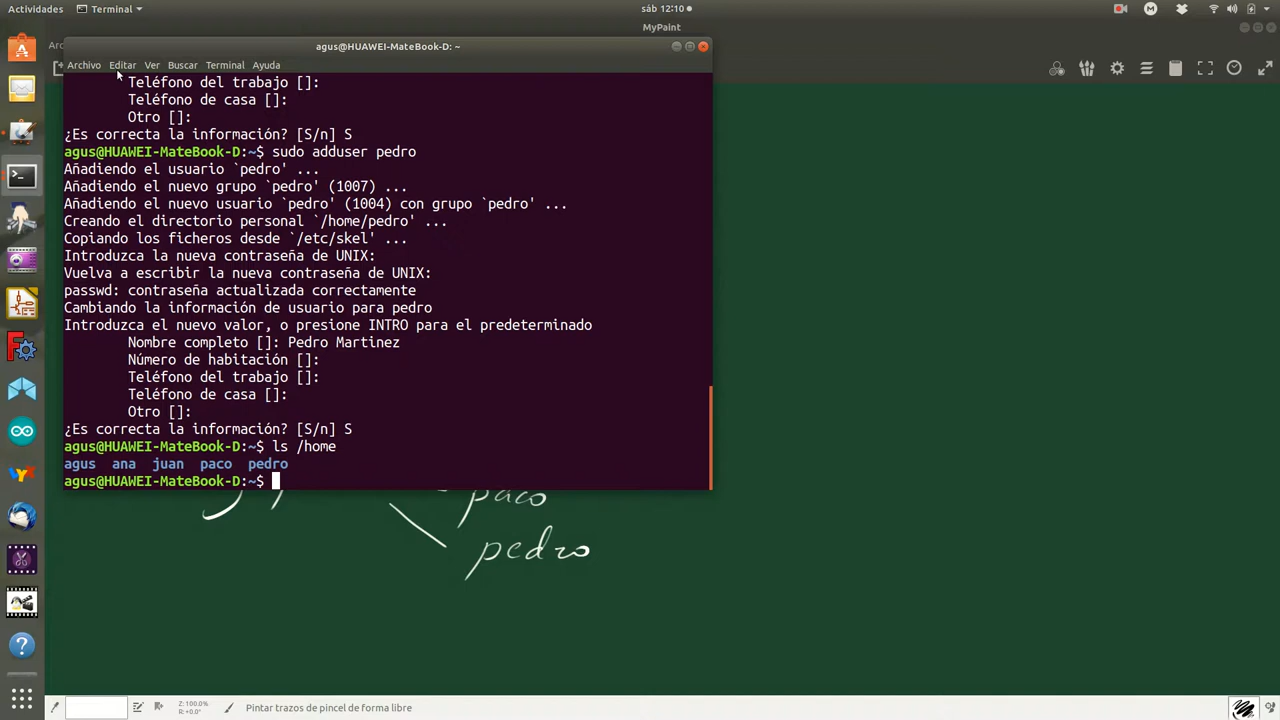 Actividades Terminal sáb 12:10
MyPaint
agus@HUAWEI-MateBook-D: ~
Archivo Editar Ver Buscar Terminal Ayuda
Teléfono del trabajo []:
Teléfono de casa []:
Otro []:
¿Es correcta la información? [S/n] S
agus@HUAWEI-MateBook-D:~$ sudo adduser pedro
Añadiendo el usuario `pedro' ...
Añadiendo el nuevo grupo `pedro' (1007) ...
Añadiendo el nuevo usuario `pedro' (1004) con grupo `pedro' ...
Creando el directorio personal `/home/pedro' ...
Copiando los ficheros desde `/etc/skel' ...
Introduzca la nueva contraseña de UNIX:
Vuelva a escribir la nueva contraseña de UNIX:
passwd: contraseña actualizada correctamente
Cambiando la información de usuario para pedro
Introduzca el nuevo valor, o presione INTRO para el predeterminado
Nombre completo []: Pedro Martinez
Número de habitación []:
Teléfono del trabajo []:
Teléfono de casa []:
Otro []:
¿Es correcta la información? [S/n] S
agus@HUAWEI-MateBook-D:~$ ls /home
agus ana juan paco pedro
agus@HUAWEI-MateBook-D:~$
paco
pedro
Z: 100.0%
R: +0.0°
Pintar trazos de pincel de forma libre